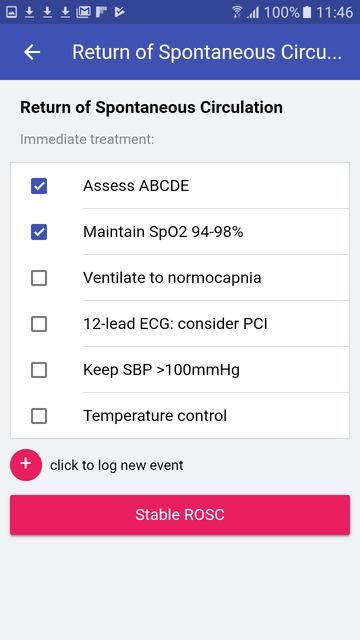 100% 11:46
Return of Spontaneous Circu...
Return of Spontaneous Circulation
Immediate treatment:
Assess ABCDE
Maintain SpO2 94-98%
Ventilate to normocapnia
12-lead ECG: consider PCI
Keep SBP >100mmHg
Temperature control
+ click to log new event
Stable ROSC